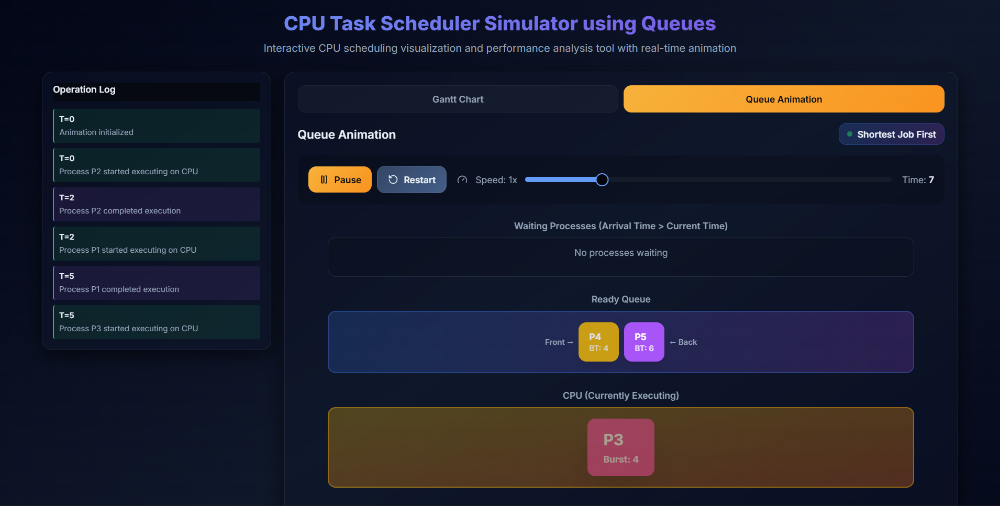 CPU Task Scheduler Simulator using Queues
Interactive CPU scheduling visualization and performance analysis tool with real-time animation
Operation Log
T=0
Animation initialized
T=0
Process P2 started executing on CPU
T=2
Process P2 completed execution
T=2
Process P1 started executing on CPU
T=5
Process P1 completed execution
T=5
Process P3 started executing on CPU
Gantt Chart
Queue Animation
Queue Animation
Shortest Job First
Pause
Restart
Speed: 1x
Time: 7
Waiting Processes (Arrival Time > Current Time)
No processes waiting
Ready Queue
Front →
P4
BT: 4
P5
BT: 6
← Back
CPU (Currently Executing)
P3
Burst: 4